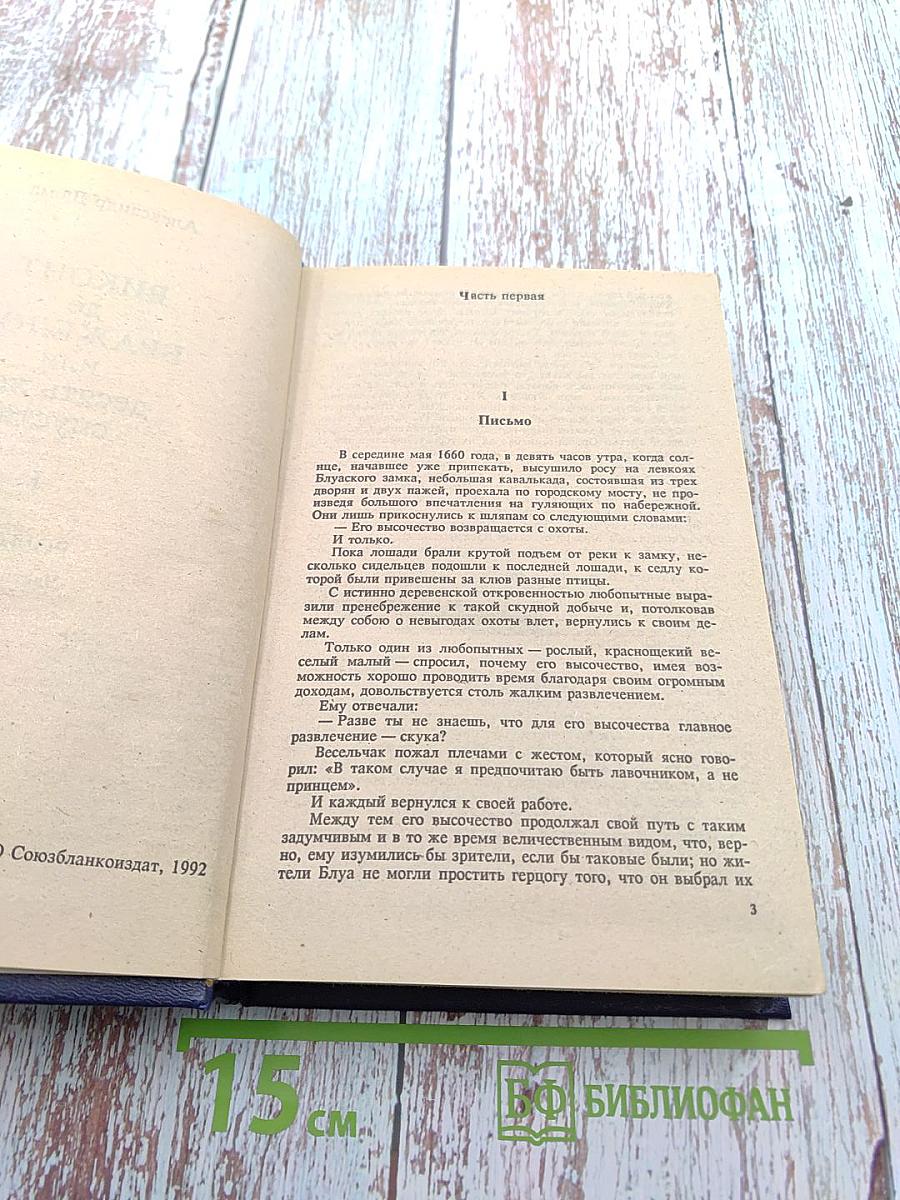 Союзбланкоиздат, 1992
Часть первая
I
Письмо
В середине мая 1660 года, в девять часов утра, когда сол-
нце, начавшее уже припекать, высушило росу на левкоях
Блуаского замка, небольшая кавалькада, состоявшая из трех
дворян и двух пажей, проехала по городскому мосту, не про-
изведя большого впечатления на гуляющих по набережной.
Они лишь прикоснулись к шляпам со следующими словами:
— Его высочество возвращается с охоты.
И только.
Пока лошади брали крутой подъем от реки к замку, не-
сколько сидельцев подошли к последней лошади, к седлу ко-
торой были привешены за клюв разные птицы.
С истинно деревенской откровенностью любопытные выра-
зили пренебрежение к такой скудной добыче и, потолковав
между собою о невыгодах охоты влет, вернулись к своим де-
лам.
Только один из любопытных — рослый, краснощекий ве-
селый малый — спросил, почему его высочество, имея воз-
можность хорошо проводить время благодаря своим огромным
доходам, довольствуется столь жалким развлечением.
Ему отвечали:
— Разве ты не знаешь, что для его высочества главное
развлечение — скука?
Весельчак пожал плечами с жестом, который ясно гово-
рил: «В таком случае я предпочитаю быть лавочником, а не
принцем».
И каждый вернулся к своей работе.
Между тем его высочество продолжал свой путь с таким
задумчивым и в то же время величественным видом, что, вер-
но, ему изумились бы зрители, если бы таковые были; но жи-
тели Блуа не могли простить герцогу того, что он выбрал их
3
15 см
БФ БИБЛИОФАН